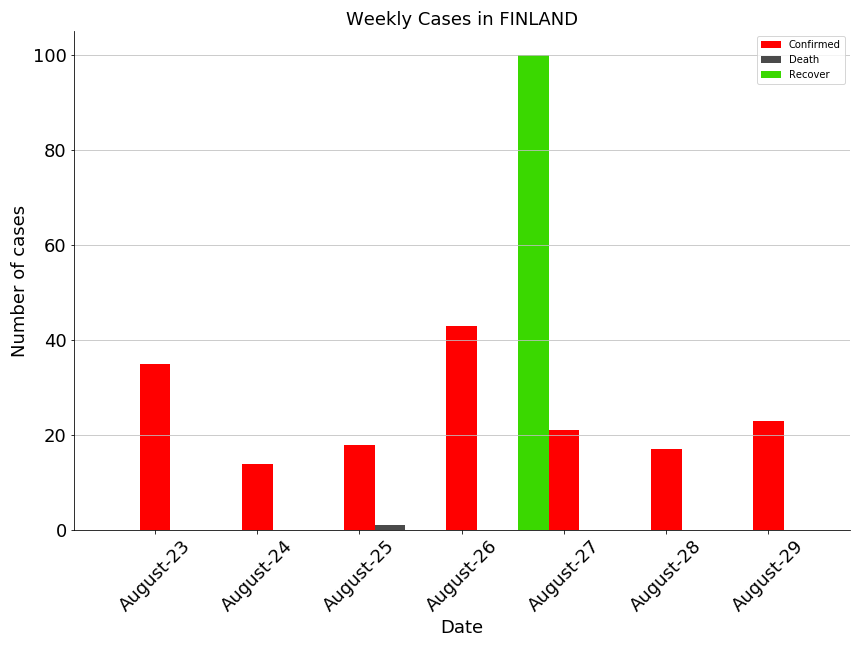 Weekly Cases in FINLAND
Confirmed
Death
Recover
Number of cases
100
80
60
40
20
0
August-23
August-24
August-25
August-26
August-27
August-28
August-29
Date